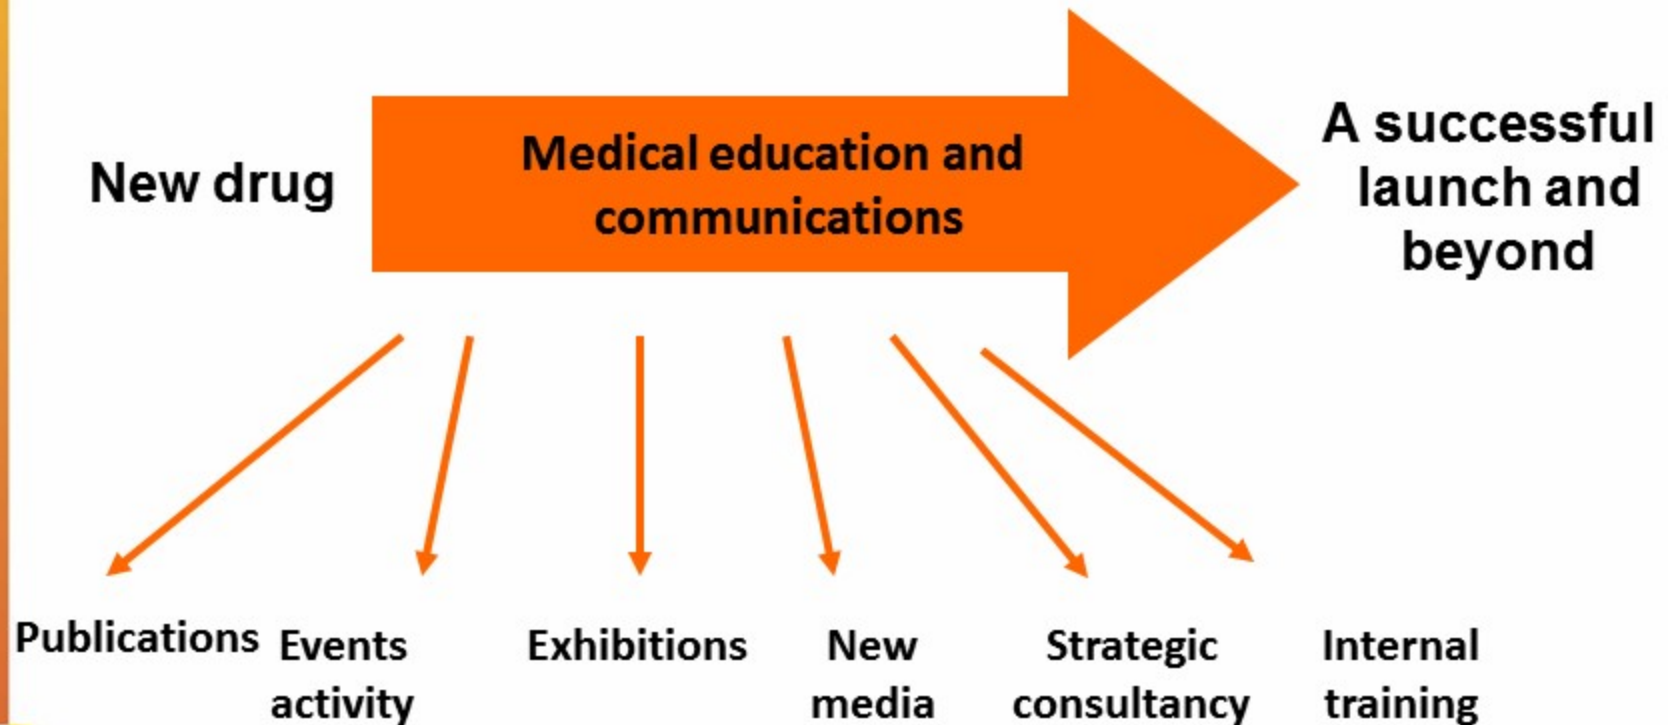 New drug
Medical education and
communications
A successful
launch and
beyond
Publications
Events
activity
Exhibitions
New
media
Strategic
consultancy
Internal
training